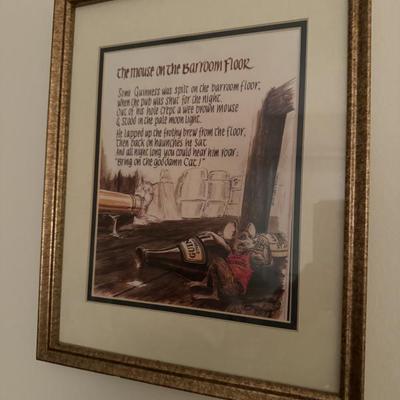 The Mouse on the Barroom Floor
Some Guinness was spilt on the barroom floor,
when the pub was shut for the night.
Out of his hole crept a wee brown mouse
& stood in the pale moon light.
He lapped up the frothy brew from the floor,
Then back on haunches he sat.
And all night long you could hear him roar:
"Bring on the goddamn Cat!"
GUIN